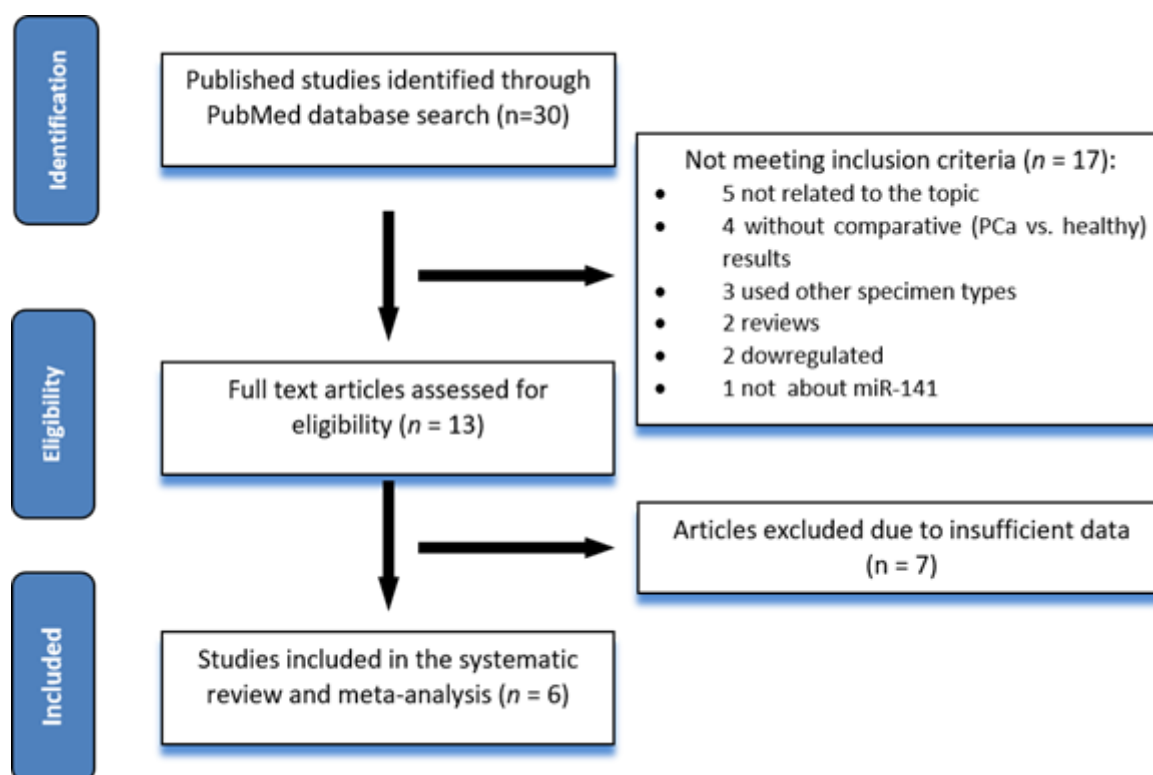 Identification
Published studies identified through
PubMed database search (n=30)
Not meeting inclusion criteria (n = 17):
• 5 not related to the topic
• 4 without comparative (PCa vs. healthy)
results
• 3 used other specimen types
• 2 reviews
• 2 dowregulated
• 1 not about miR-141
Eligibility
Full text articles assessed for
eligibility (n = 13)
Articles excluded due to insufficient data
(n = 7)
Included
Studies included in the systematic
review and meta-analysis (n = 6)